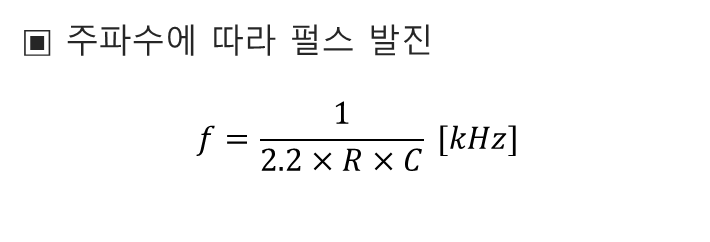 ▣ 주파수에 따라 펄스 발진
f = 1 / (2.2 × R × C) [kHz]